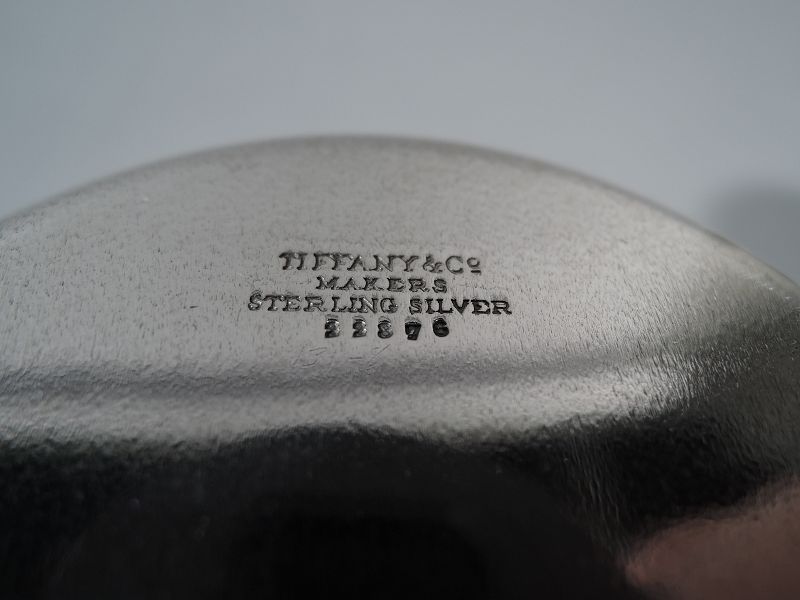 TIFFANY & Co
MAKERS
STERLING SILVER
22876